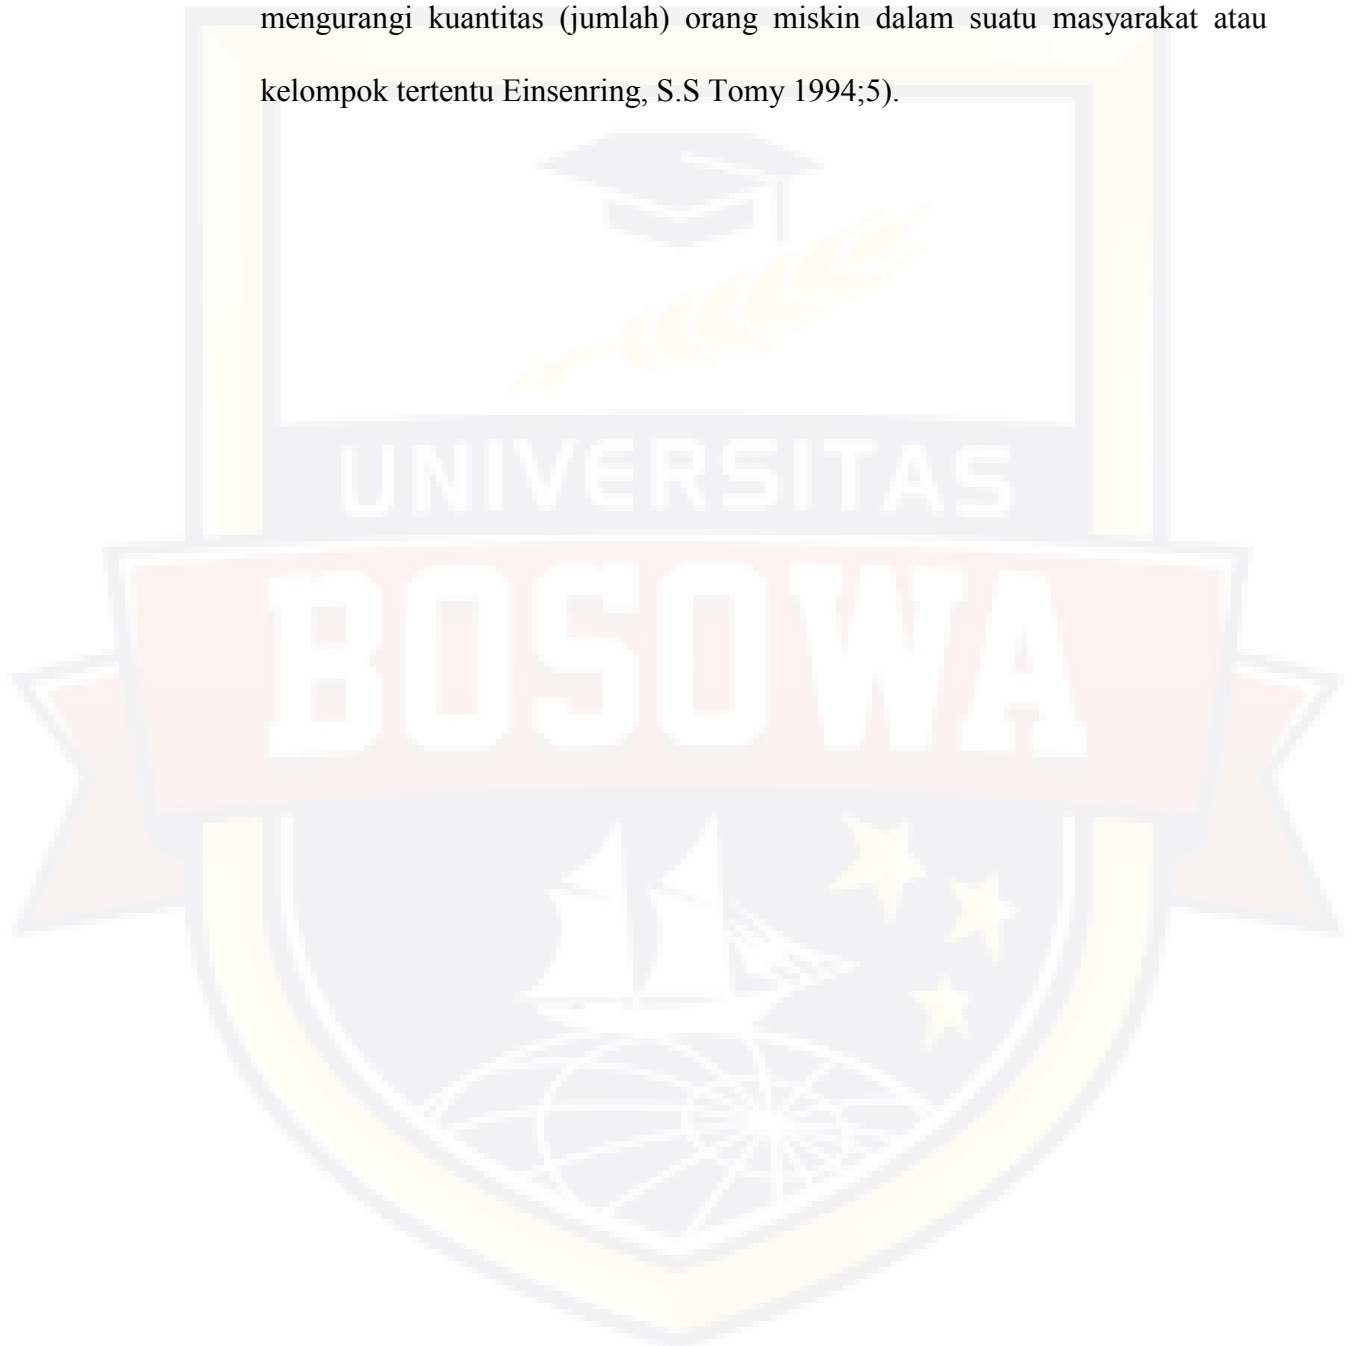 mengurangi kuantitas (jumlah) orang miskin dalam suatu masyarakat atau
kelompok tertentu Einsenring, S.S Tomy 1994;5).
UNIVERSITAS
BOSOWA